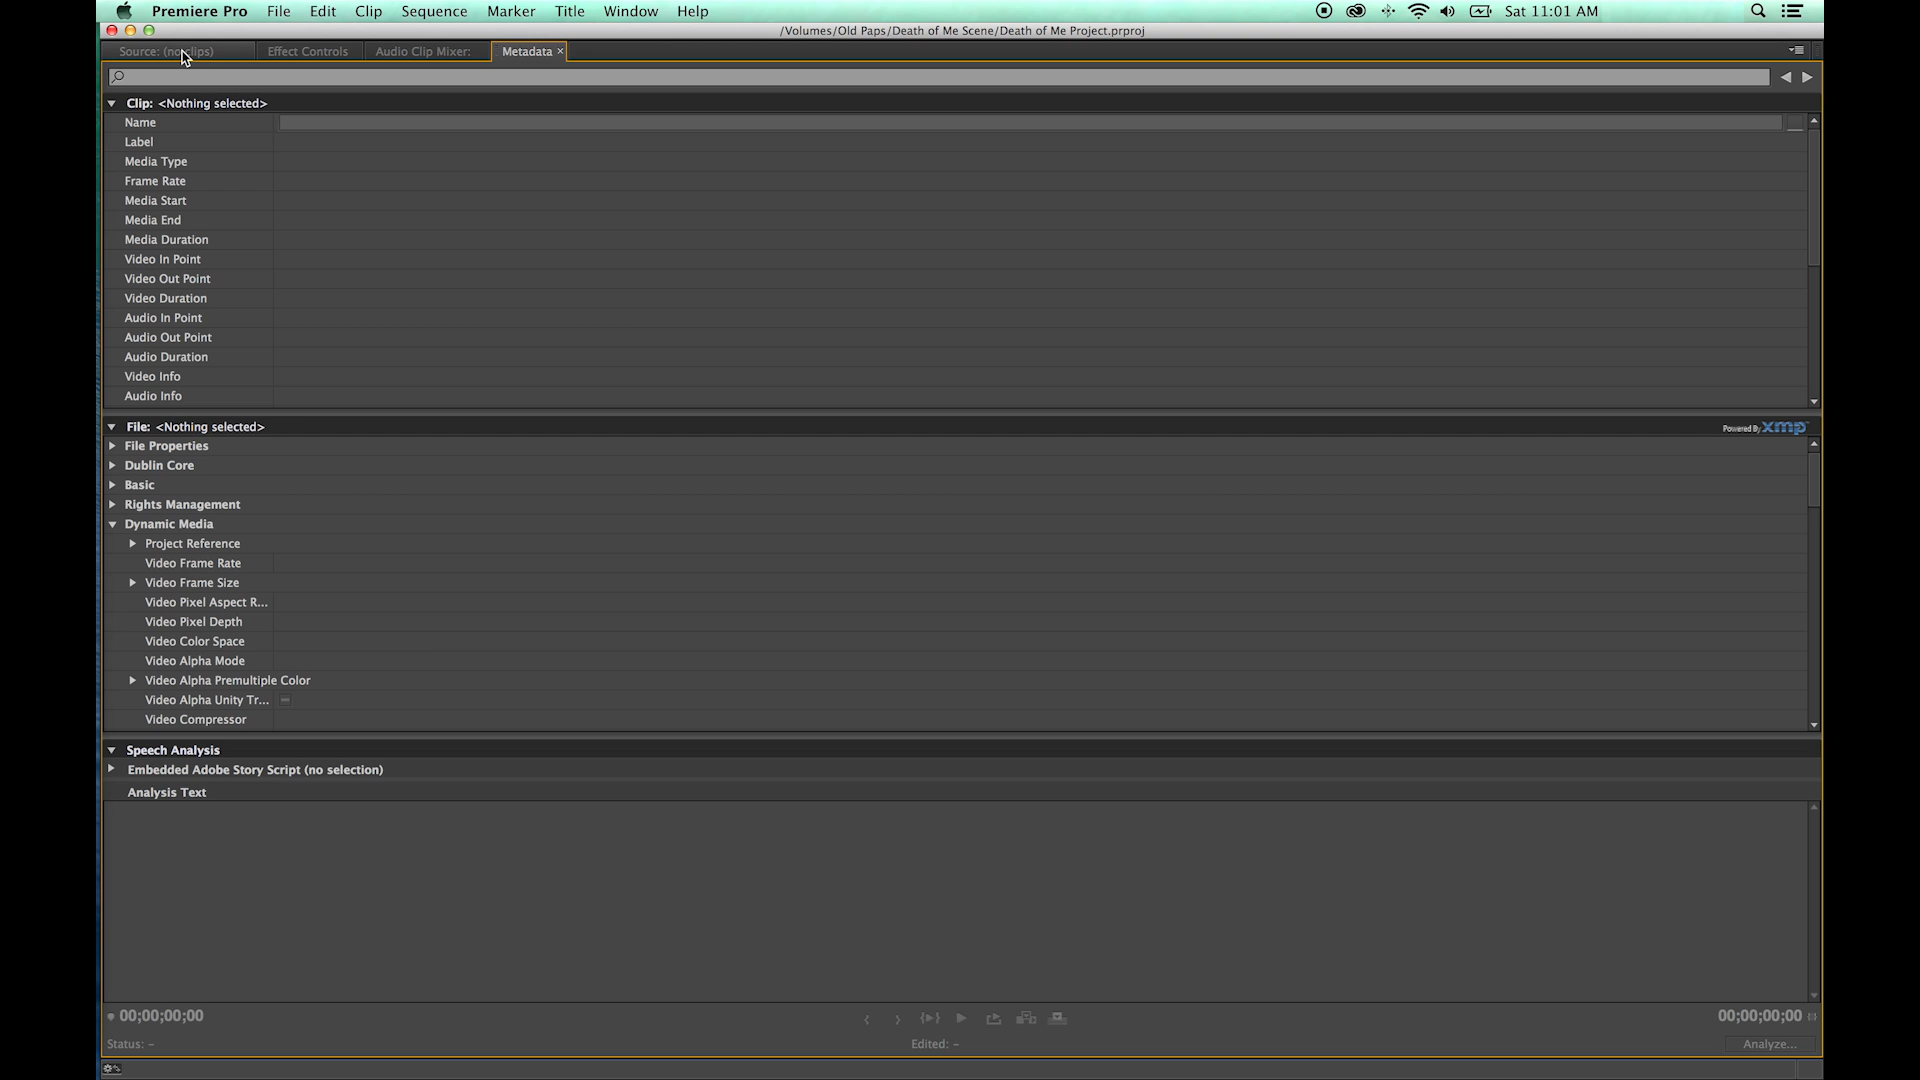 Premiere Pro File Edit Clip Sequence Marker Title Window Help Sat 11:01 AM
/Volumes/Old Paps/Death of Me Scene/Death of Me Project.prproj
Source: (no clips) Effect Controls Audio Clip Mixer: Metadata ×
Clip: <Nothing selected>
Name
Label
Media Type
Frame Rate
Media Start
Media End
Media Duration
Video In Point
Video Out Point
Video Duration
Audio In Point
Audio Out Point
Audio Duration
Video Info
Audio Info
File: <Nothing selected> Powered By xmp
File Properties
Dublin Core
Basic
Rights Management
Dynamic Media
Project Reference
Video Frame Rate
Video Frame Size
Video Pixel Aspect R...
Video Pixel Depth
Video Color Space
Video Alpha Mode
Video Alpha Premultiple Color
Video Alpha Unity Tr...
Video Compressor
Speech Analysis
Embedded Adobe Story Script (no selection)
Analysis Text
00;00;00;00 00;00;00;00
Status: – Edited: – Analyze...